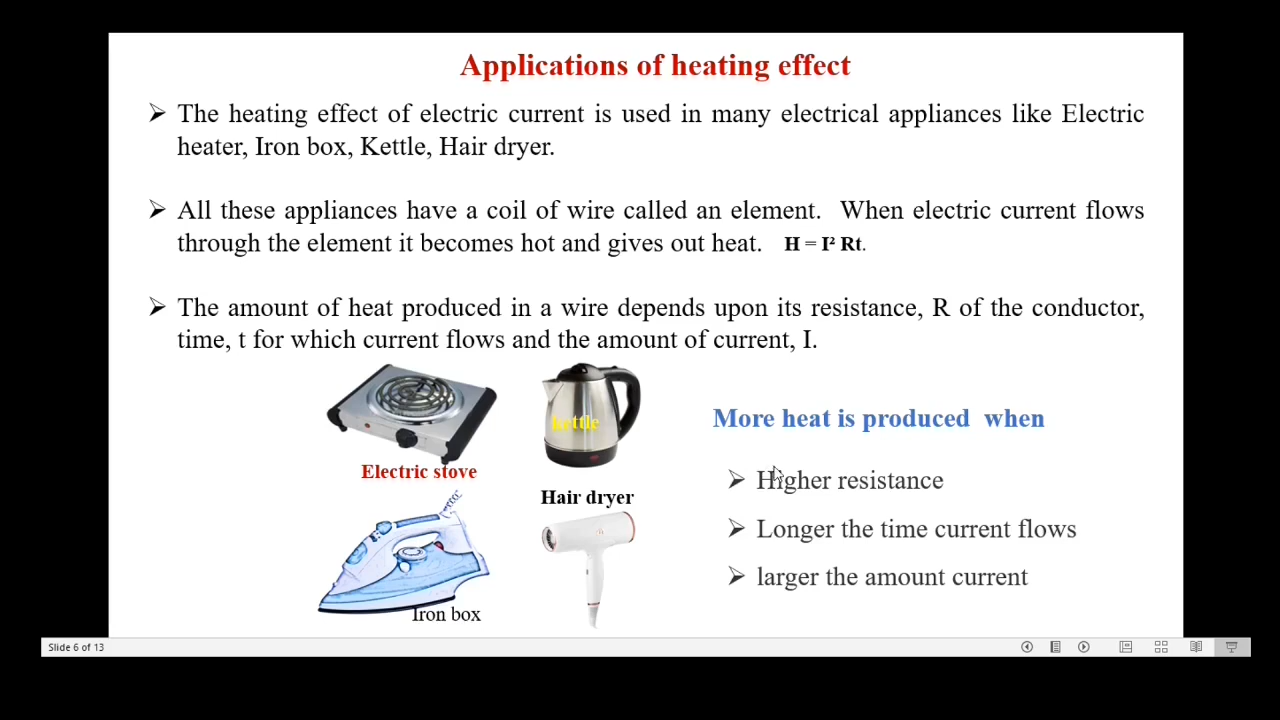 Applications of heating effect
➢ The heating effect of electric current is used in many electrical appliances like Electric
heater, Iron box, Kettle, Hair dryer.
➢ All these appliances have a coil of wire called an element. When electric current flows
through the element it becomes hot and gives out heat. H = I² Rt.
➢ The amount of heat produced in a wire depends upon its resistance, R of the conductor,
time, t for which current flows and the amount of current, I.
kettle
Electric stove
Hair dryer
Iron box
More heat is produced when
➢ Higher resistance
➢ Longer the time current flows
➢ larger the amount current
Slide 6 of 13